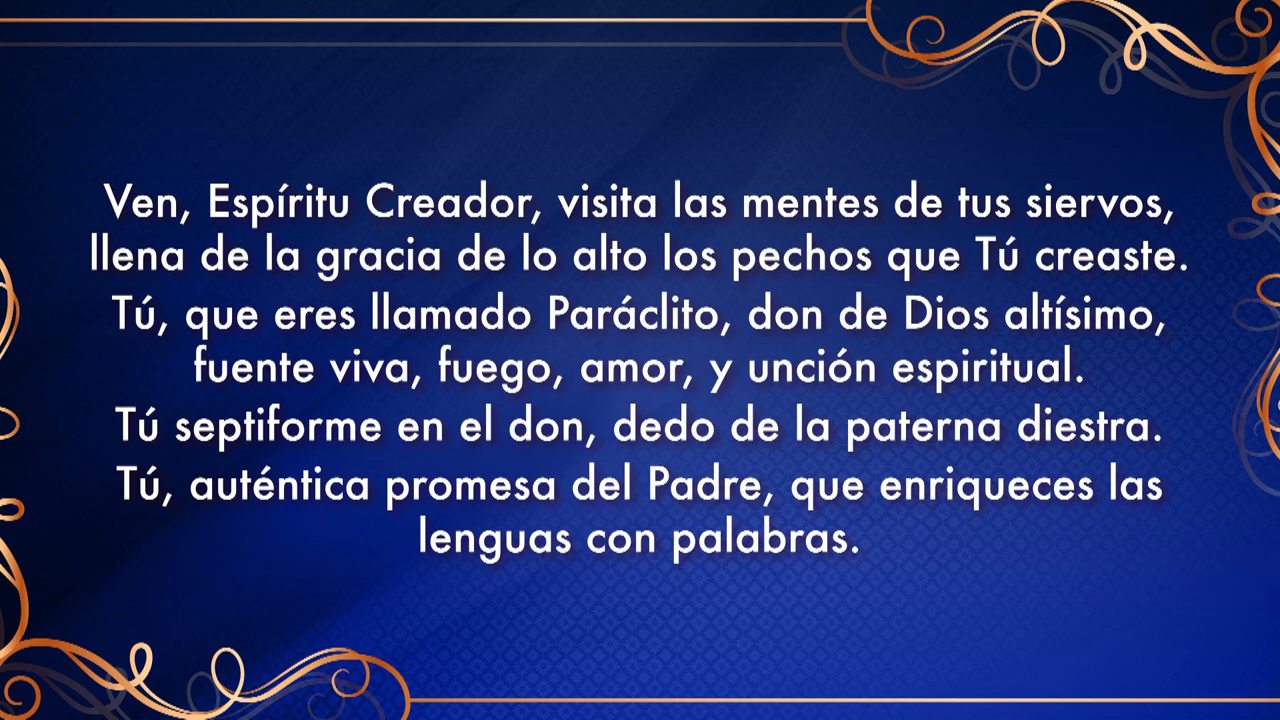 Ven, Espíritu Creador, visita las mentes de tus siervos,
llena de la gracia de lo alto los pechos que Tú creaste.
Tú, que eres llamado Paráclito, don de Dios altísimo,
fuente viva, fuego, amor, y unción espiritual.
Tú septiforme en el don, dedo de la paterna diestra.
Tú, auténtica promesa del Padre, que enriqueces las
lenguas con palabras.